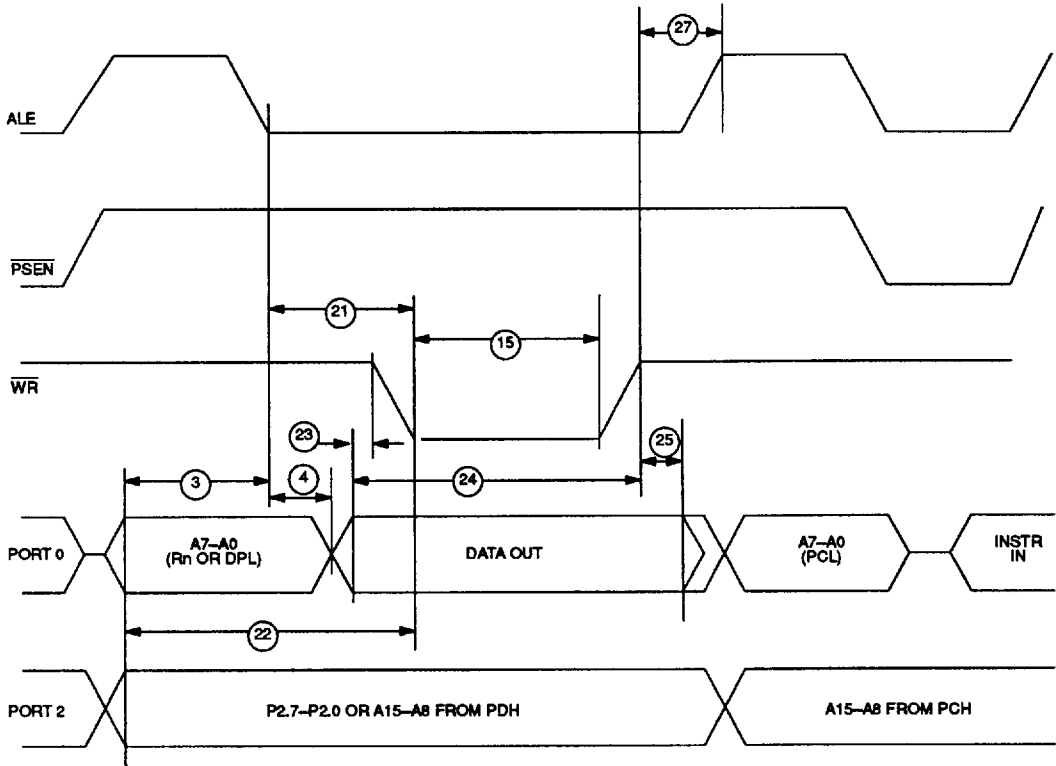 27
ALE
PSEN
21
15
WR
23
25
3
4
24
PORT 0
A7–A0
(Rn OR DPL)
DATA OUT
A7–A0
(PCL)
INSTR
IN
22
PORT 2
P2.7–P2.0 OR A15–A8 FROM PDH
A15–A8 FROM PCH